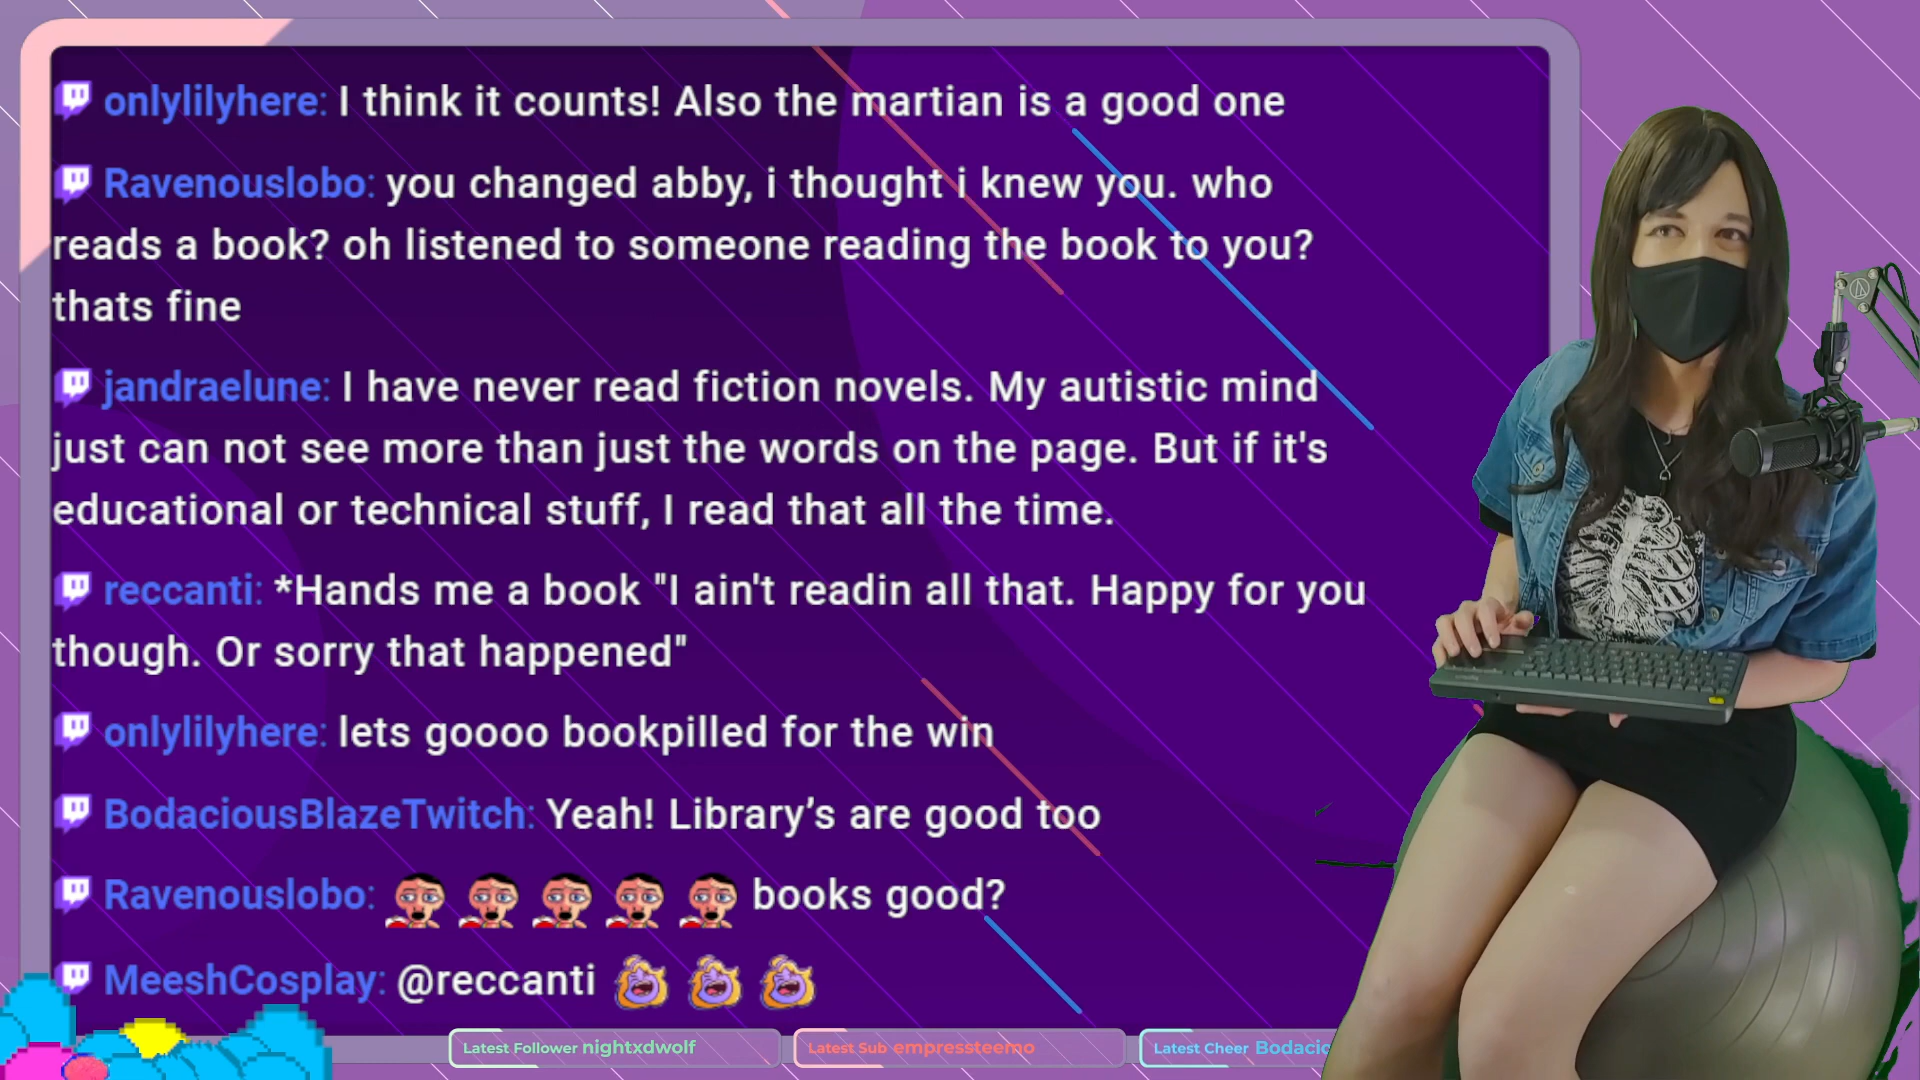 onlylilyhere: I think it counts! Also the martian is a good one
Ravenouslobo: you changed abby, i thought i knew you. who
reads a book? oh listened to someone reading the book to you?
thats fine
jandraelune: I have never read fiction novels. My autistic mind
just can not see more than just the words on the page. But if it's
educational or technical stuff, I read that all the time.
reccanti: *Hands me a book "I ain't readin all that. Happy for you
though. Or sorry that happened"
onlylilyhere: lets goooo bookpilled for the win
BodaciousBlazeTwitch: Yeah! Library’s are good too
Ravenouslobo: books good?
MeeshCosplay: @reccanti
Latest Follower nightxdwolf
Latest Sub empressteemo
Latest Cheer Bodacio